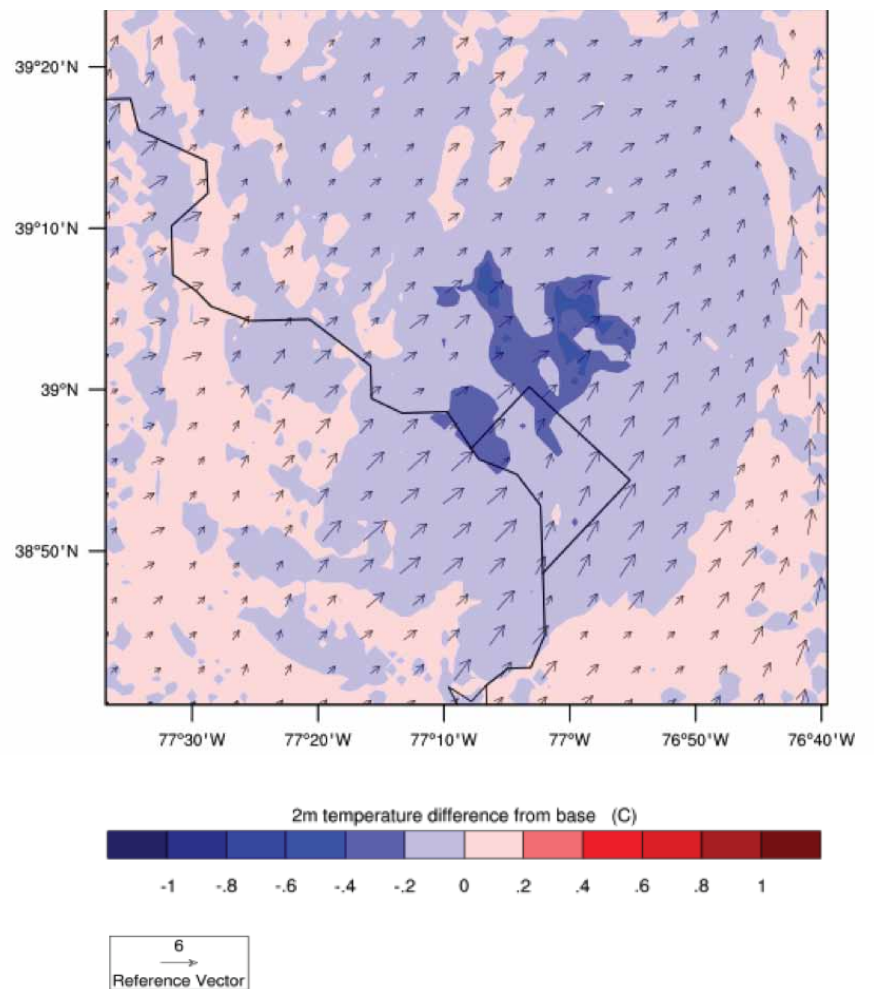 39°20'N
39°10'N
39°N
38°50'N
77°30'W 77°20'W 77°10'W 77°W 76°50'W 76°40'W
2m temperature difference from base (C)
-1 -.8 -.6 -.4 -.2 0 .2 .4 .6 .8 1
6
Reference Vector